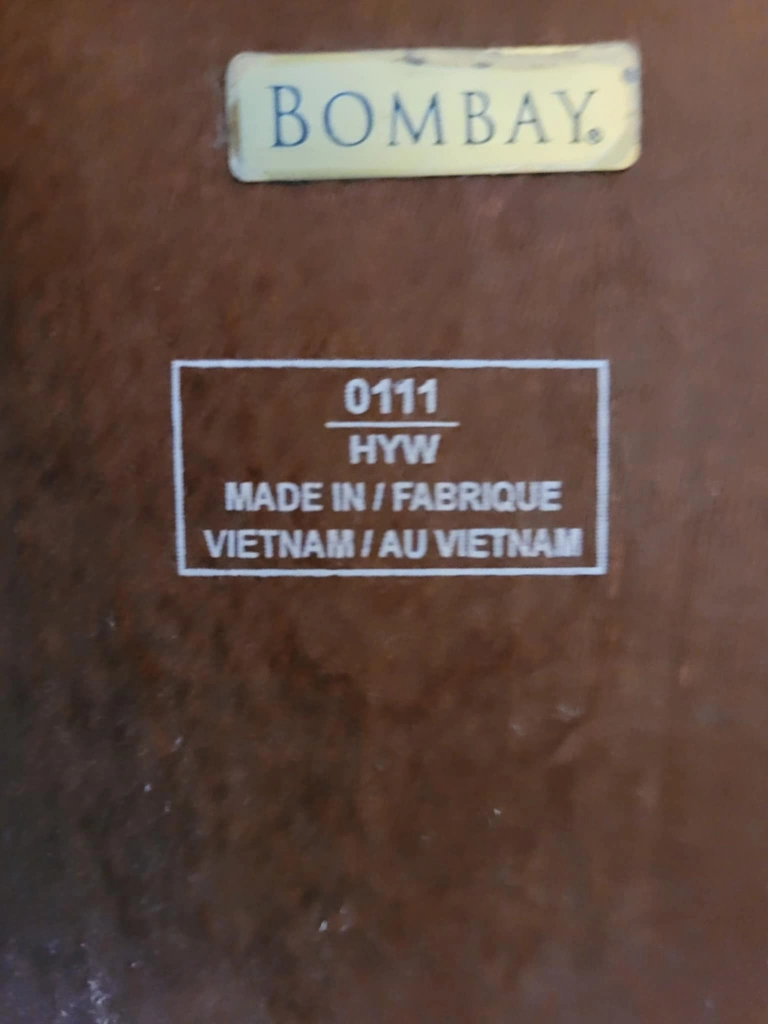 BOMBAY®
0111
HYW
MADE IN / FABRIQUE
VIETNAM / AU VIETNAM